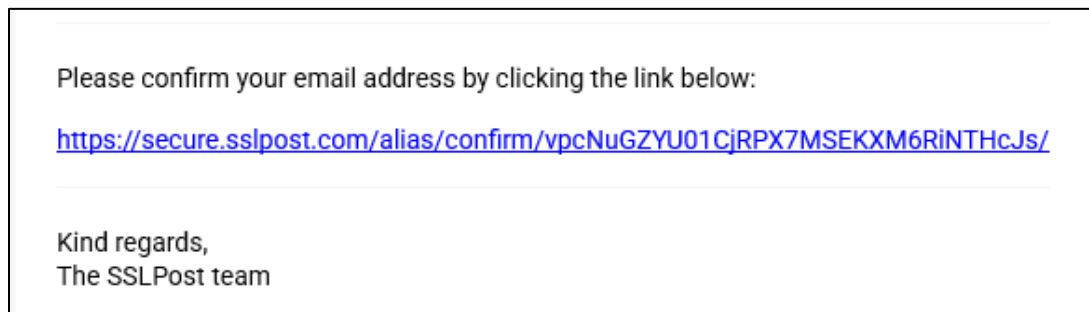 Please confirm your email address by clicking the link below:
https://secure.sslpost.com/alias/confirm/vpcNuGZYU01CjRPX7MSEKXM6RiNTHcJs/
Kind regards,
The SSLPost team